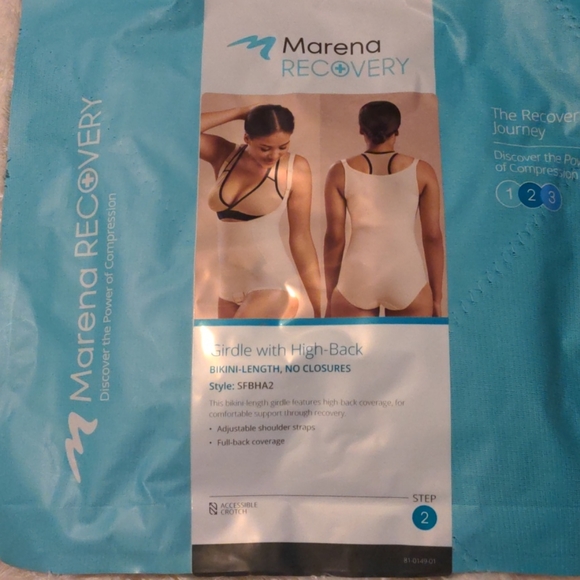 Marena
RECOVERY
Marena RECOVERY
Discover the Power of Compression
The Recover
Journey
Discover the Pow
of Compression
1 2 3
Girdle with High-Back
BIKINI-LENGTH, NO CLOSURES
Style: SFBHA2
This bikini-length girdle features high-back coverage, for
comfortable support through recovery.
• Adjustable shoulder straps
• Full-back coverage
ACCESSIBLE
CROTCH
STEP
2